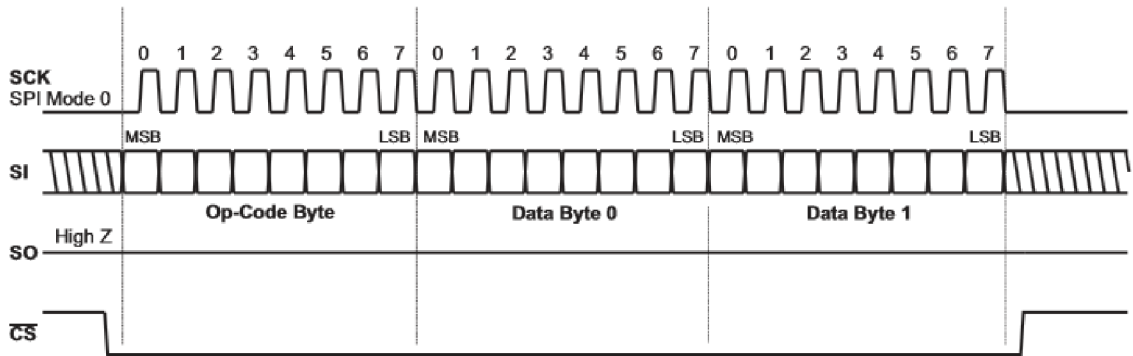 0 1 2 3 4 5 6 7 0 1 2 3 4 5 6 7 0 1 2 3 4 5 6 7
SCK
SPI Mode 0
MSB LSB MSB LSB MSB LSB
SI
Op-Code Byte Data Byte 0 Data Byte 1
High Z
SO
C̅S̅